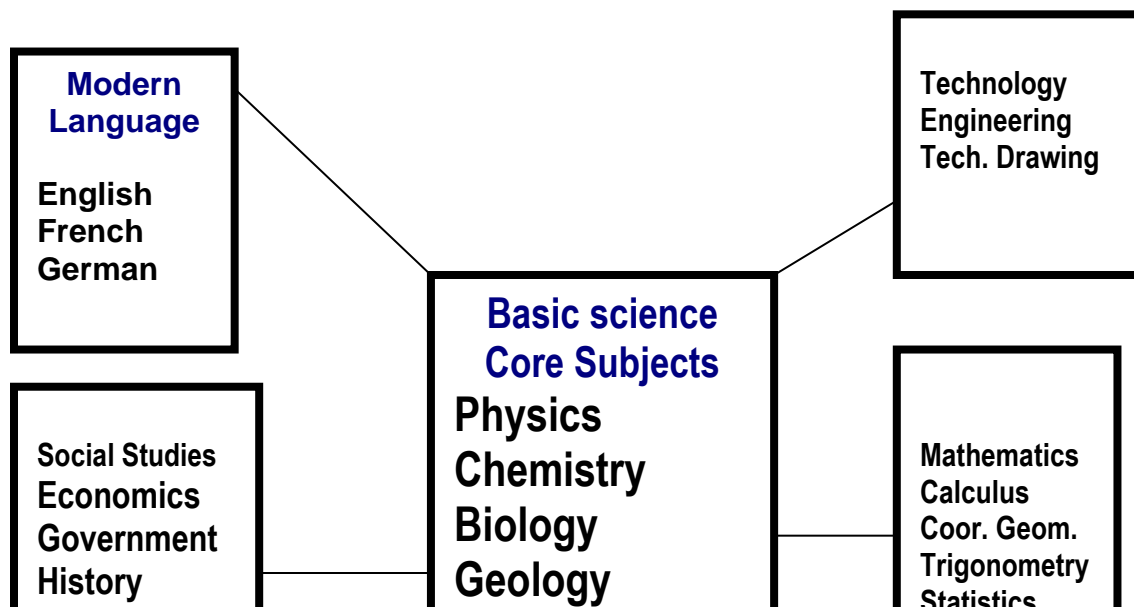 Modern
Language
English
French
German
Technology
Engineering
Tech. Drawing
Basic science
Core Subjects
Physics
Chemistry
Biology
Geology
Social Studies
Economics
Government
History
Mathematics
Calculus
Coor. Geom.
Trigonometry
Statistics